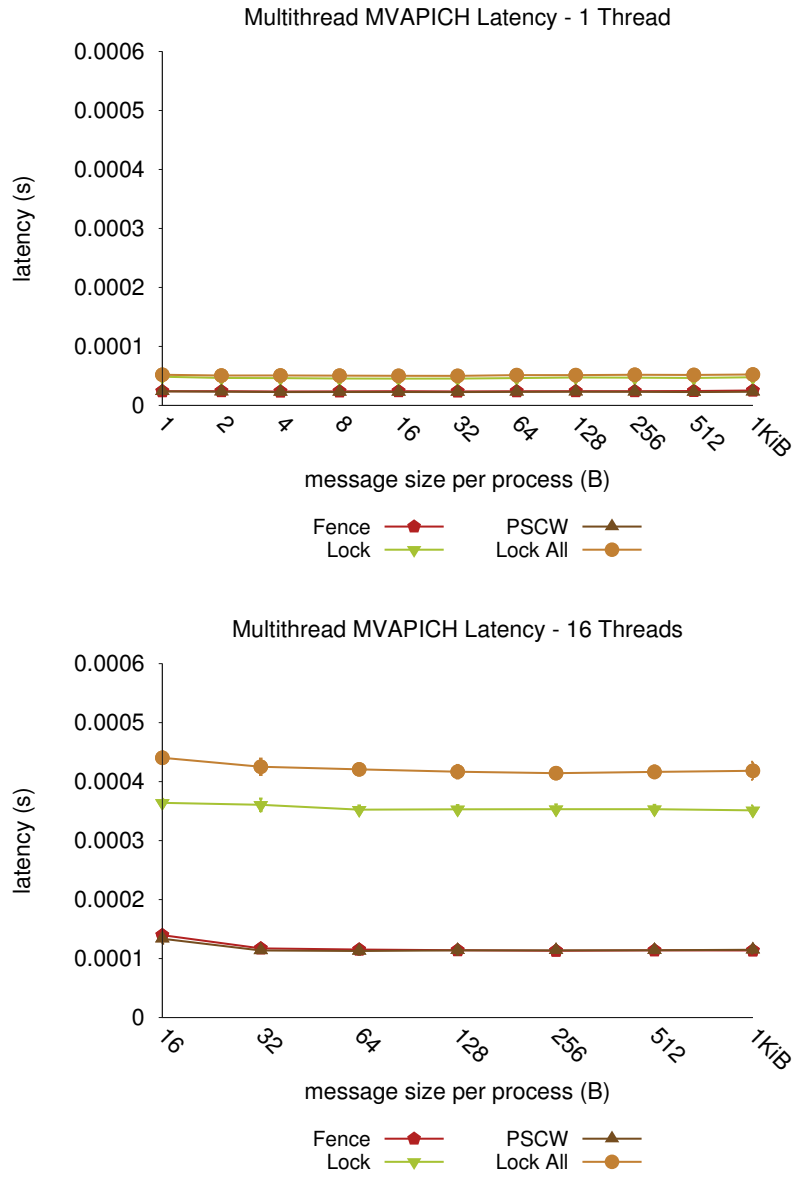 Multithread MVAPICH Latency - 1 Thread
0.0006
0.0005
0.0004
0.0003
0.0002
0.0001
0
latency (s)
1 2 4 8 16 32 64 128 256 512 1KiB
message size per process (B)
Fence PSCW
Lock Lock All
Multithread MVAPICH Latency - 16 Threads
0.0006
0.0005
0.0004
0.0003
0.0002
0.0001
0
latency (s)
16 32 64 128 256 512 1KiB
message size per process (B)
Fence PSCW
Lock Lock All